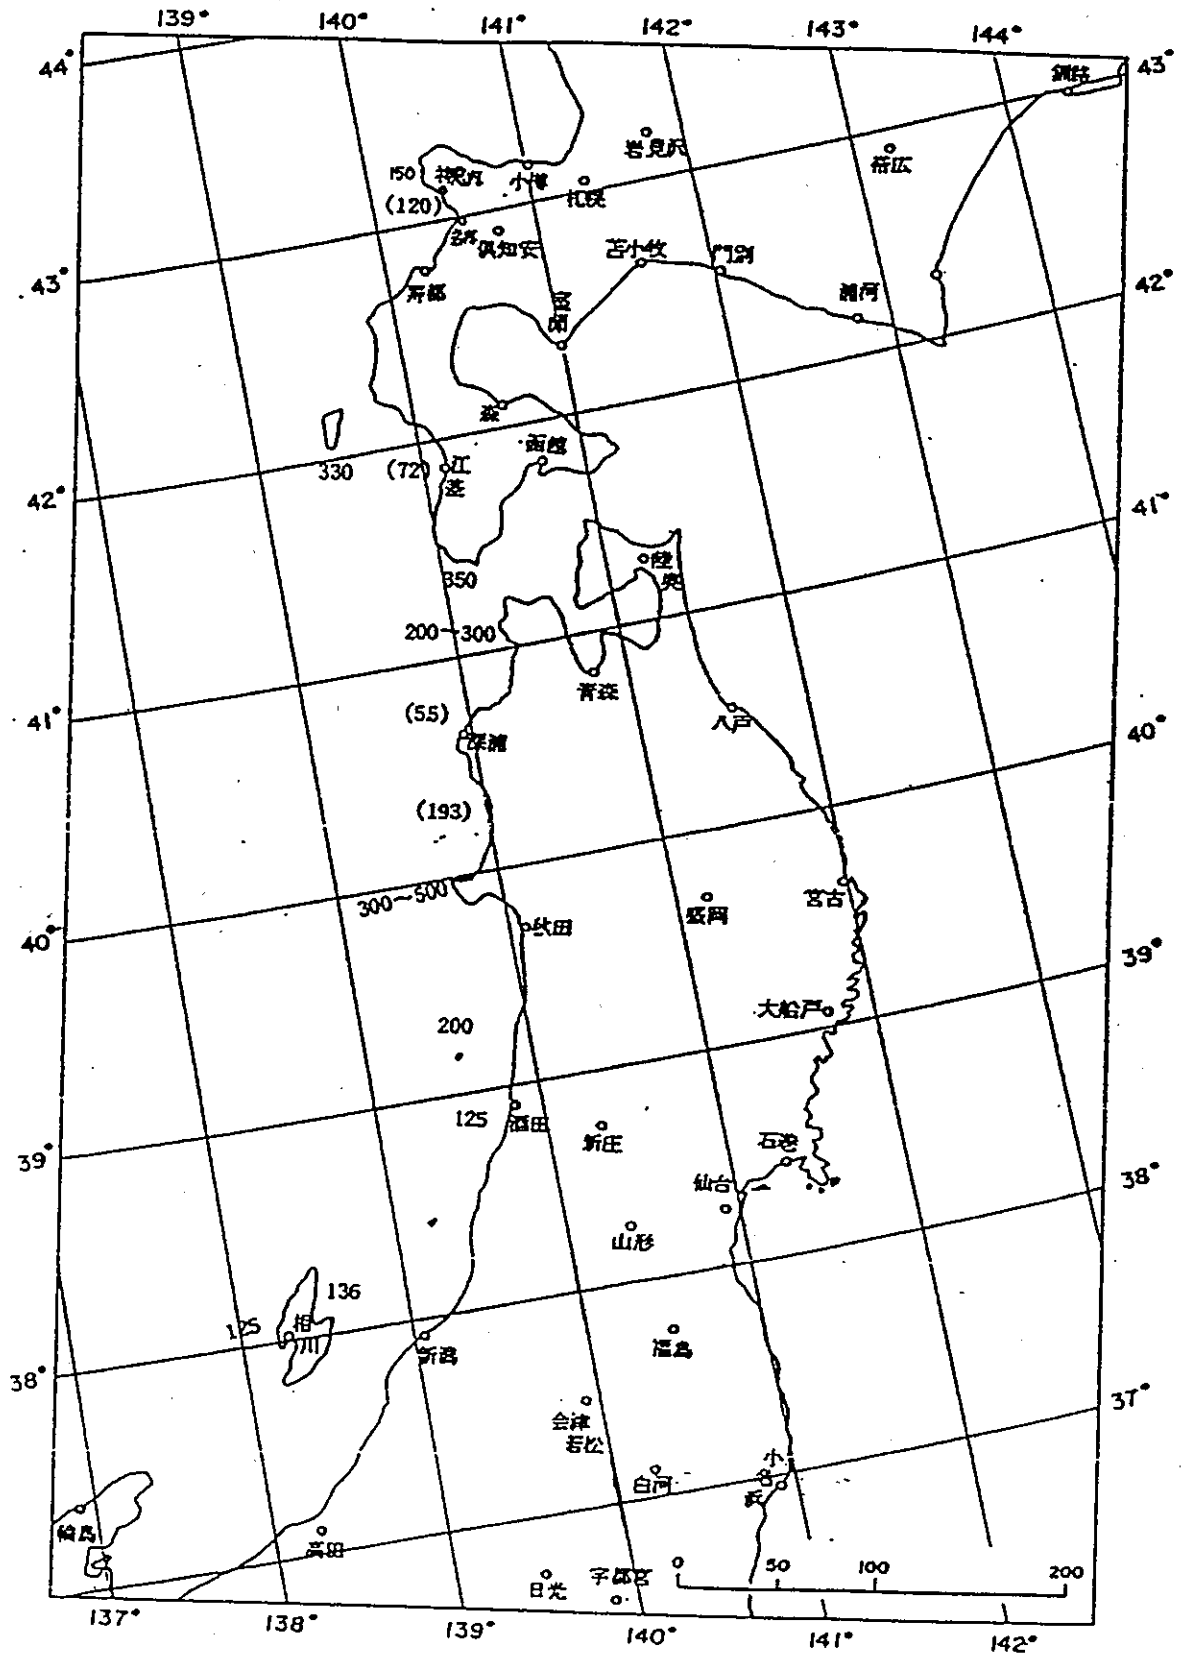 139° 140° 141° 142° 143° 144°
44°
43°
釧路
岩見沢
帯広
150 神恵内
小樽
札幌
(120)
倶知安
苫小牧
門別
43°
寿都
42°
浦河
室蘭
森
函館
330
(72)
江差
42°
41°
陸奥
350
200~300
青森
(55)
41°
八戸
40°
深浦
(193)
300~500
盛岡
宮古
40°
秋田
39°
大船戸
200
125
酒田
新庄
石巻
39°
仙台
38°
山形
136
125
相川
新潟
福島
38°
37°
会津
若松
小名浜
白河
輪島
高田
日光
宇都宮
0 50 100 200
137° 138° 139° 140° 141° 142°